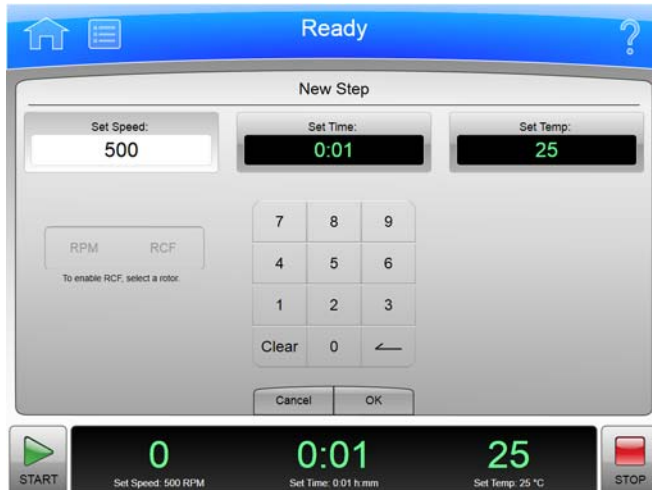 Ready
?
New Step
Set Speed: Set Time: Set Temp:
500 0:01 25
7 8 9
RPM RCF
To enable RCF, select a rotor.
4 5 6
1 2 3
Clear 0
Cancel OK
0 0:01 25
START Set Speed: 500 RPM Set Time: 0:01 h:mm Set Temp: 25 °C STOP